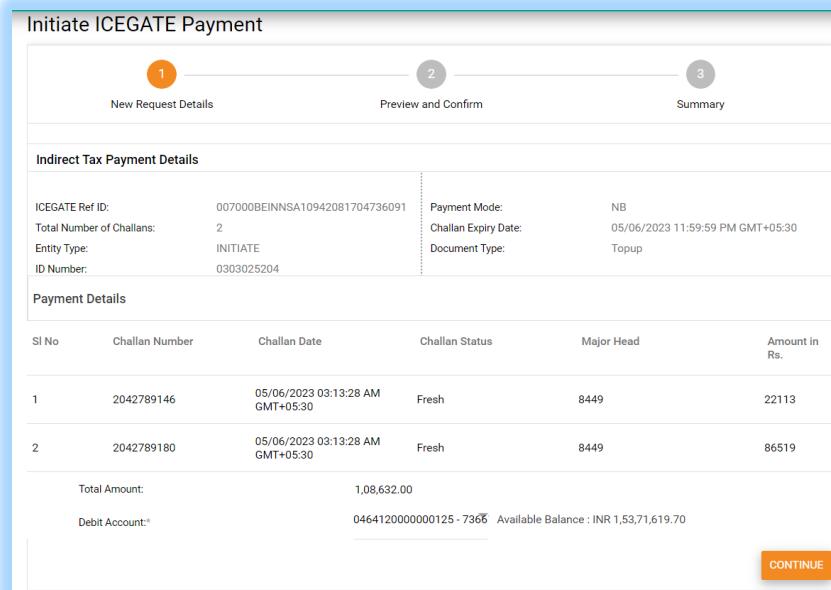 Initiate ICEGATE Payment
1
2
3
New Request Details
Preview and Confirm
Summary
Indirect Tax Payment Details
ICEGATE Ref ID: 007000BEINNSA10942081704736091 Payment Mode: NB
Total Number of Challans: 2 Challan Expiry Date: 05/06/2023 11:59:59 PM GMT+05:30
Entity Type: INITIATE Document Type: Topup
ID Number: 0303025204
Payment Details
Sl No Challan Number Challan Date Challan Status Major Head Amount in
Rs.
1 2042789146 05/06/2023 03:13:28 AM Fresh 8449 22113
GMT+05:30
2 2042789180 05/06/2023 03:13:28 AM Fresh 8449 86519
GMT+05:30
Total Amount: 1,08,632.00
Debit Account:* 0464120000000125 - 7366 Available Balance : INR 1,53,71,619.70
CONTINUE